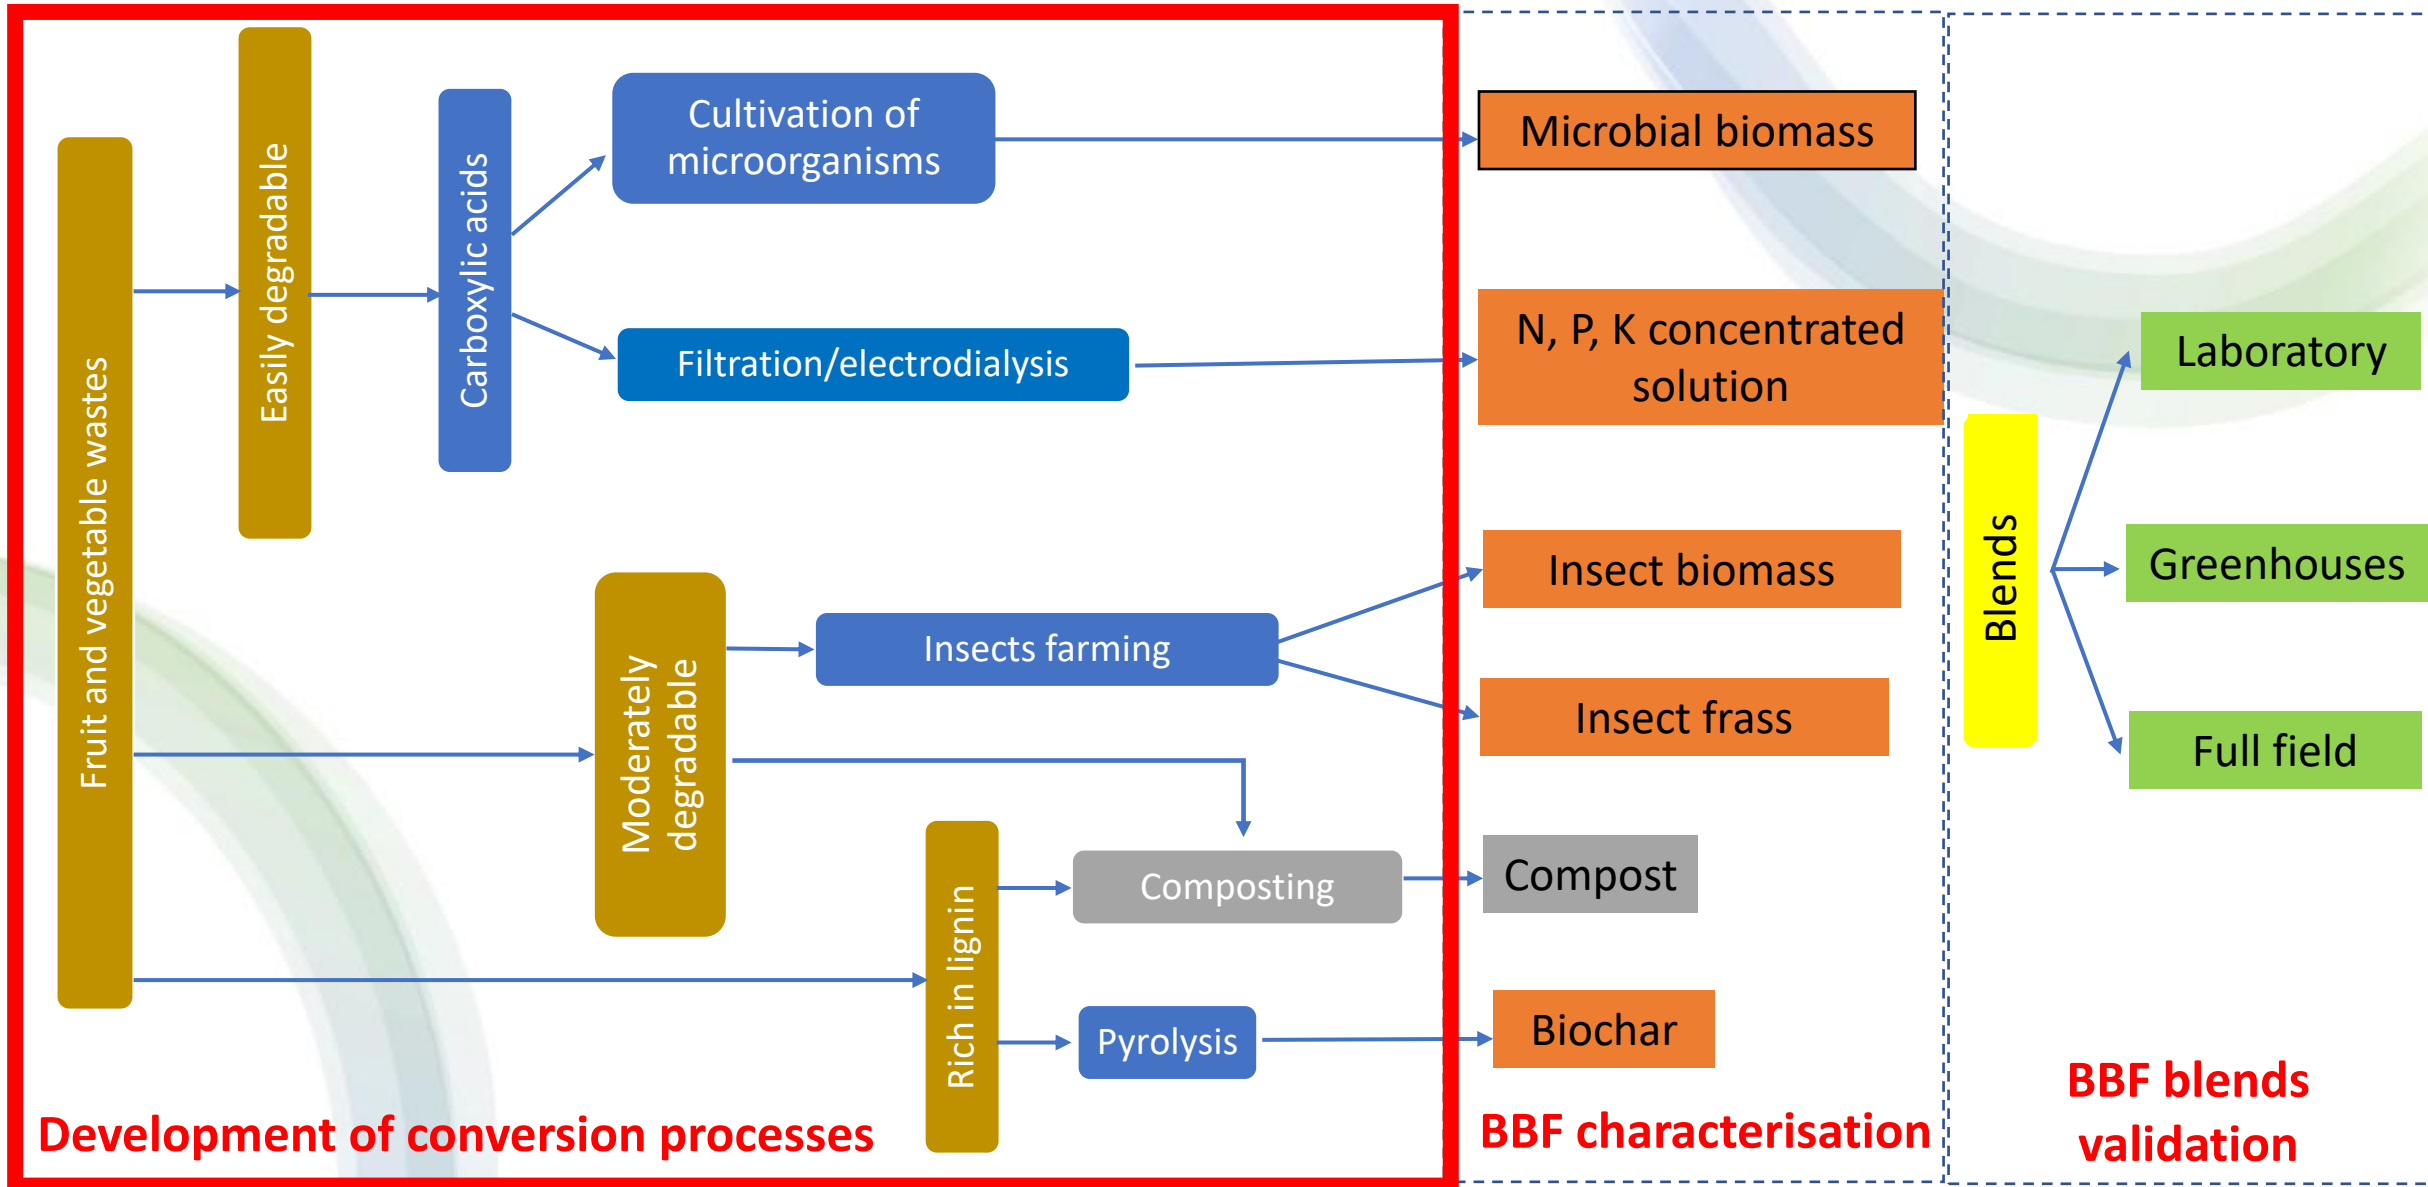 Fruit and vegetable wastes
Easily degradable
Carboxylic acids
Cultivation of
microorganisms
Filtration/electrodialysis
Moderately
degradable
Insects farming
Rich in lignin
Composting
Pyrolysis
Development of conversion processes
Microbial biomass
N, P, K concentrated
solution
Insect biomass
Insect frass
Compost
Biochar
BBF characterisation
Blends
Laboratory
Greenhouses
Full field
BBF blends
validation